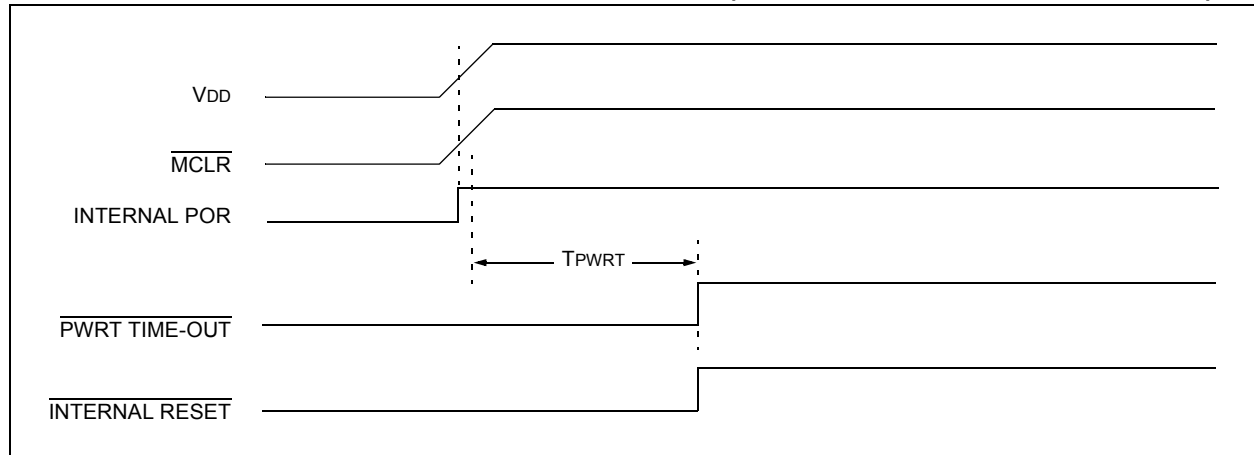 VDD
MCLR
INTERNAL POR
TPWRT
PWRT TIME-OUT
INTERNAL RESET